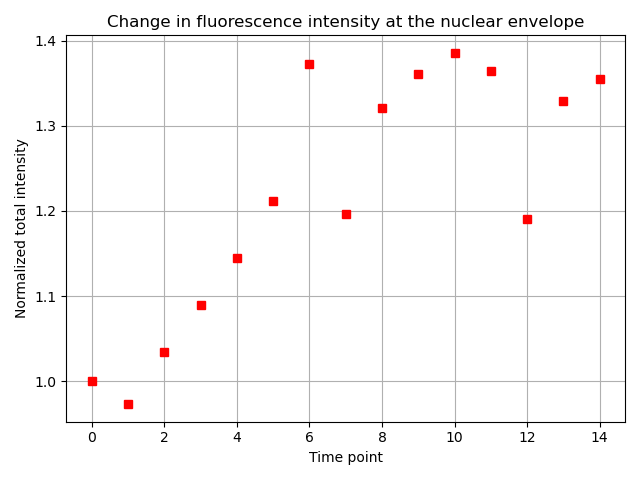 Change in fluorescence intensity at the nuclear envelope
1.4
1.3
1.2
1.1
1.0
Normalized total intensity
0 2 4 6 8 10 12 14
Time point